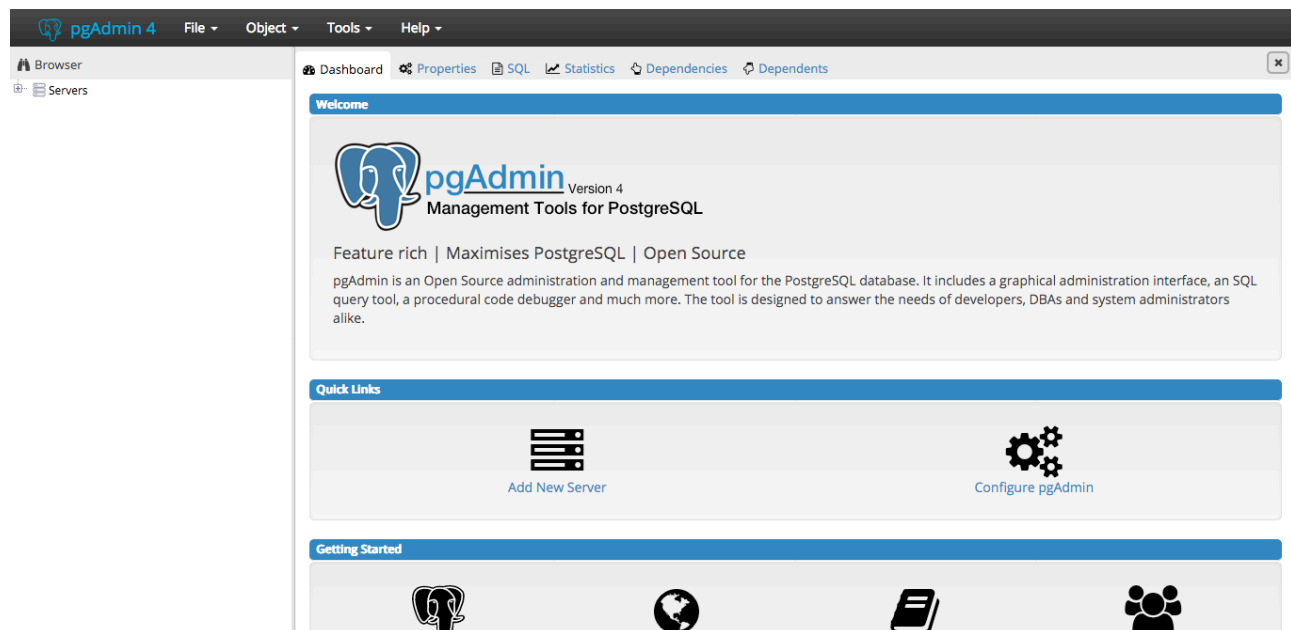 pgAdmin 4 File Object Tools Help
Browser
Servers
Dashboard Properties SQL Statistics Dependencies Dependents
Welcome
pgAdmin Version 4
Management Tools for PostgreSQL
Feature rich | Maximises PostgreSQL | Open Source
pgAdmin is an Open Source administration and management tool for the PostgreSQL database. It includes a graphical administration interface, an SQL
query tool, a procedural code debugger and much more. The tool is designed to answer the needs of developers, DBAs and system administrators
alike.
Quick Links
Add New Server Configure pgAdmin
Getting Started